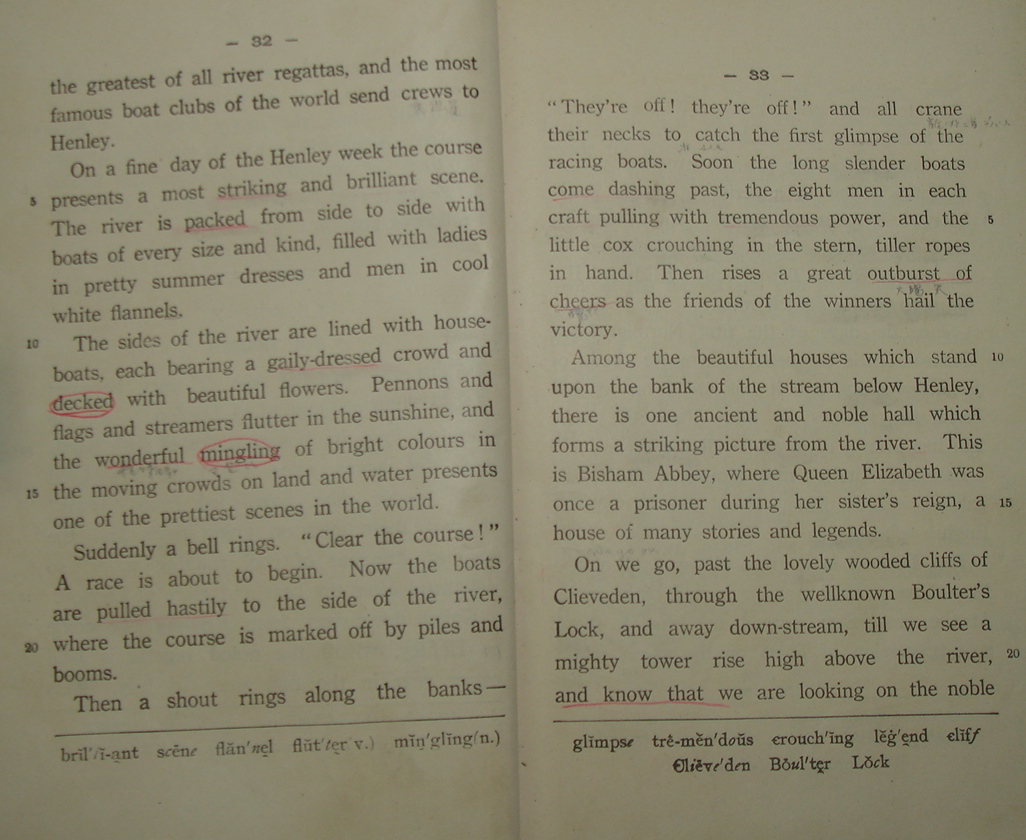 — 32 —
the greatest of all river regattas, and the most
famous boat clubs of the world send crews to
Henley.
On a fine day of the Henley week the course
5 presents a most striking and brilliant scene.
The river is packed from side to side with
boats of every size and kind, filled with ladies
in pretty summer dresses and men in cool
white flannels.
10 The sides of the river are lined with house-
boats, each bearing a gaily-dressed crowd and
decked with beautiful flowers. Pennons and
flags and streamers flutter in the sunshine, and
the wonderful mingling of bright colours in
15 the moving crowds on land and water presents
one of the prettiest scenes in the world.
Suddenly a bell rings. “Clear the course!”
A race is about to begin. Now the boats
are pulled hastily to the side of the river,
20 where the course is marked off by piles and
booms.
Then a shout rings along the banks—
brĭl′ĭ-ạnt scēne flăn′nel flŭt′tẹr v.) mĭṉ′glĭng(n.)
— 33 —
“They're off! they're off!” and all crane
their necks to catch the first glimpse of the
racing boats. Soon the long slender boats
come dashing past, the eight men in each
craft pulling with tremendous power, and the 5
little cox crouching in the stern, tiller ropes
in hand. Then rises a great outburst of
cheers as the friends of the winners hail the
victory.
Among the beautiful houses which stand 10
upon the bank of the stream below Henley,
there is one ancient and noble hall which
forms a striking picture from the river. This
is Bisham Abbey, where Queen Elizabeth was
once a prisoner during her sister's reign, a 15
house of many stories and legends.
On we go, past the lovely wooded cliffs of
Clieveden, through the wellknown Boulter's
Lock, and away down-stream, till we see a
mighty tower rise high above the river, 20
and know that we are looking on the noble
glĭmpse trê-mĕn′doŭs crouch′ĭng lĕġ′ẹnd clĭff
Clïēve′den Bōul′tẹr Lŏck